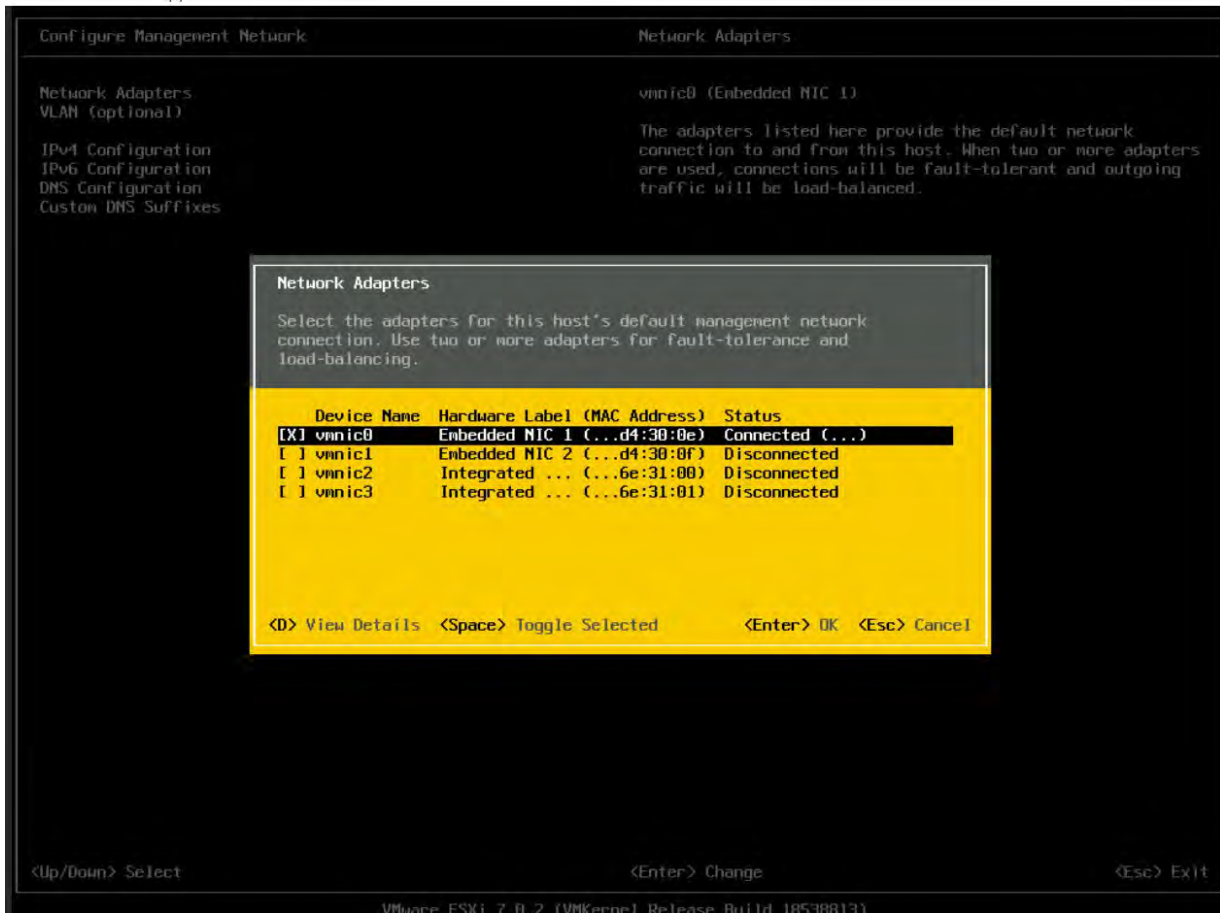 Configure Management Network
Network Adapters
Network Adapters
VLAN (optional)
IPv4 Configuration
IPv6 Configuration
DNS Configuration
Custom DNS Suffixes
vmnic0 (Embedded NIC 1)
The adapters listed here provide the default network
connection to and from this host. When two or more adapters
are used, connections will be fault-tolerant and outgoing
traffic will be load-balanced.
Network Adapters
Select the adapters for this host's default management network
connection. Use two or more adapters for fault-tolerance and
load-balancing.
Device Name Hardware Label (MAC Address) Status
[X] vmnic0 Embedded NIC 1 (...d4:30:0e) Connected (...)
[ ] vmnic1 Embedded NIC 2 (...d4:30:0f) Disconnected
[ ] vmnic2 Integrated ... (...6e:31:00) Disconnected
[ ] vmnic3 Integrated ... (...6e:31:01) Disconnected
<D> View Details <Space> Toggle Selected <Enter> OK <Esc> Cancel
<Up/Down> Select <Enter> Change <Esc> Exit
VMware ESXi 7.0.2 (VMKernel Release Build 18538813)